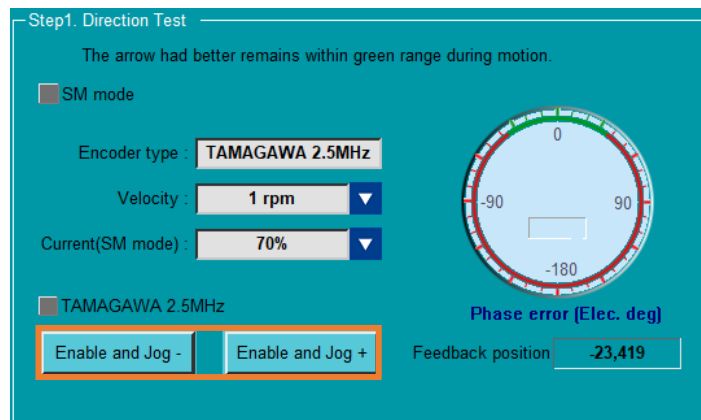 Step1. Direction Test
The arrow had better remains within green range during motion.
SM mode
Encoder type : TAMAGAWA 2.5MHz
Velocity : 1 rpm
Current(SM mode) : 70%
0
-90 90
-180
TAMAGAWA 2.5MHz
Phase error (Elec. deg)
Enable and Jog - Enable and Jog + Feedback position -23,419